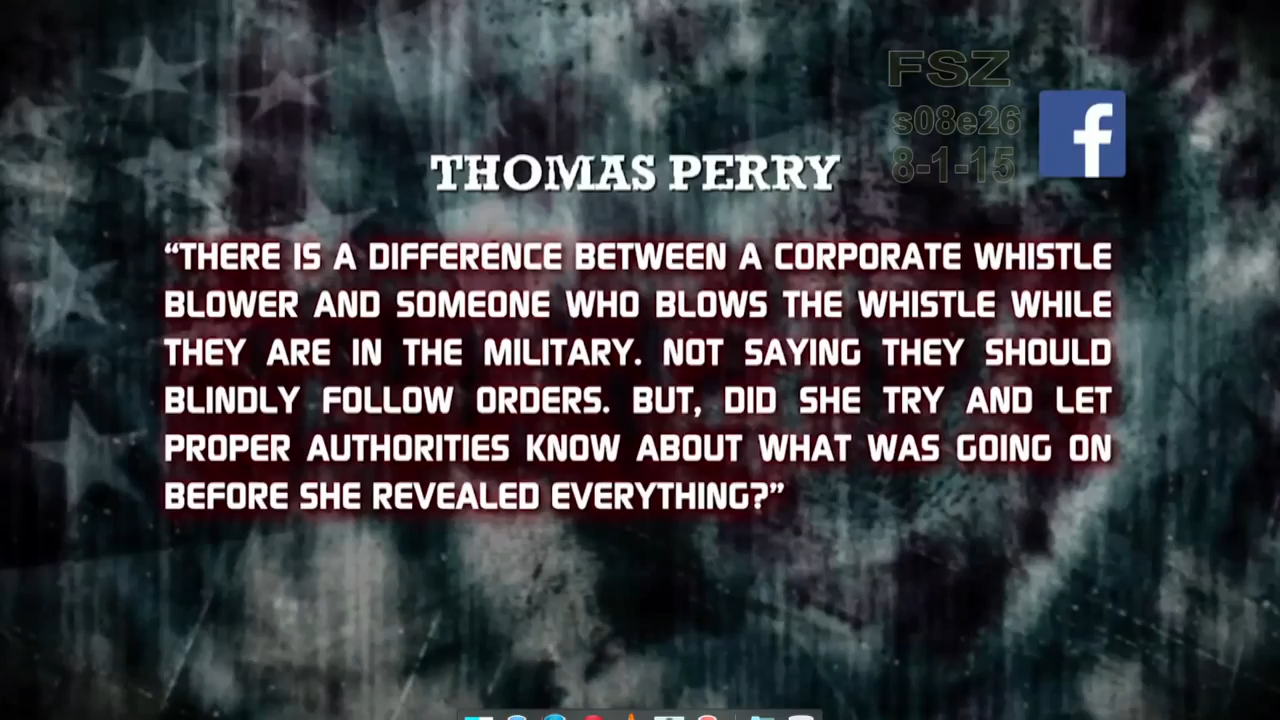 FSZ
s08e26
8-1-15
f
THOMAS PERRY
“THERE IS A DIFFERENCE BETWEEN A CORPORATE WHISTLE
BLOWER AND SOMEONE WHO BLOWS THE WHISTLE WHILE
THEY ARE IN THE MILITARY. NOT SAYING THEY SHOULD
BLINDLY FOLLOW ORDERS. BUT, DID SHE TRY AND LET
PROPER AUTHORITIES KNOW ABOUT WHAT WAS GOING ON
BEFORE SHE REVEALED EVERYTHING?”